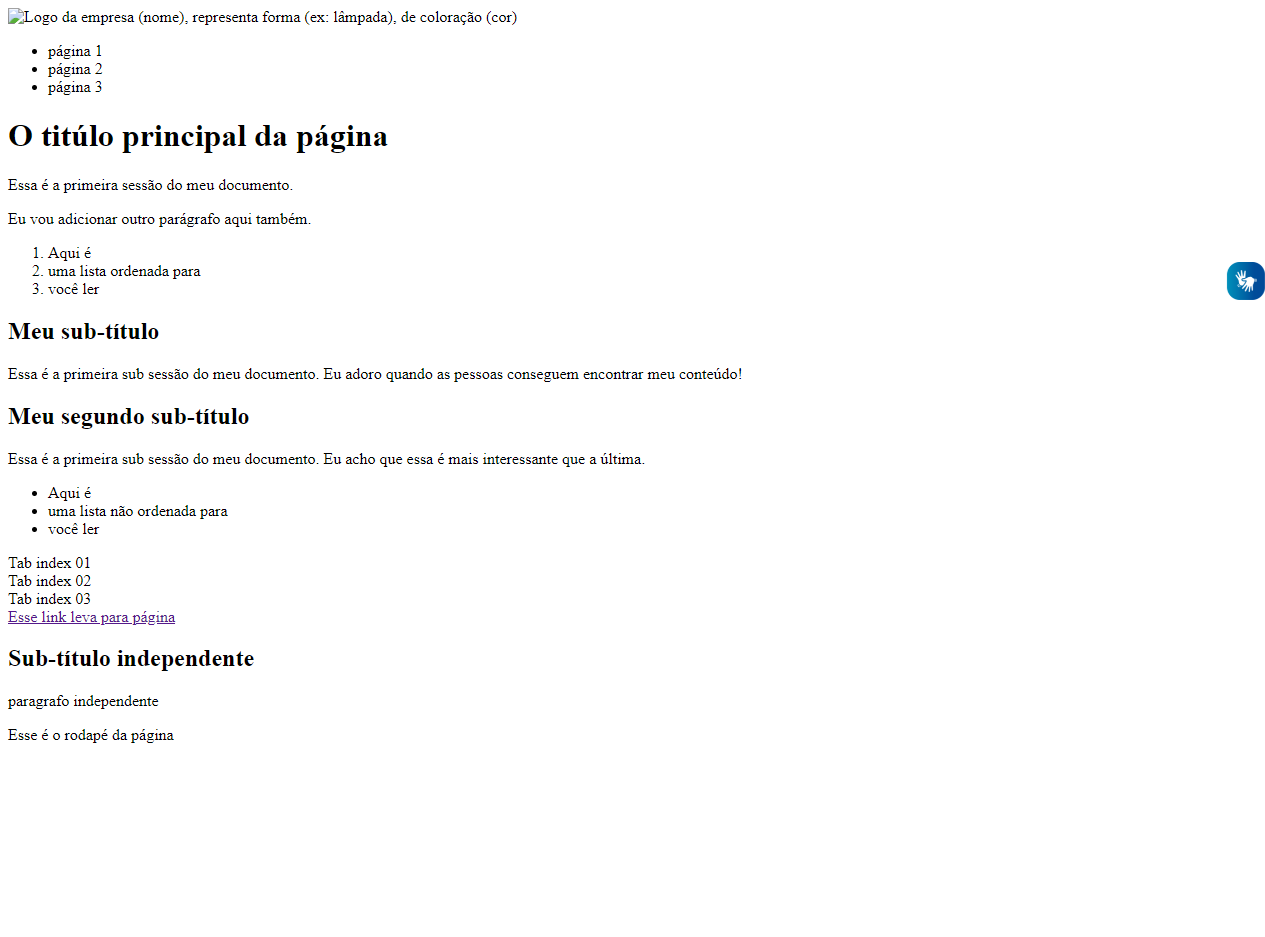 Logo da empresa (nome), representa forma (ex: lâmpada), de coloração (cor)
página 1
página 2
página 3
O titúlo principal da página
Essa é a primeira sessão do meu documento.
Eu vou adicionar outro parágrafo aqui também.
1. Aqui é
2. uma lista ordenada para
3. você ler
Meu sub-título
Essa é a primeira sub sessão do meu documento. Eu adoro quando as pessoas conseguem encontrar meu conteúdo!
Meu segundo sub-título
Essa é a primeira sub sessão do meu documento. Eu acho que essa é mais interessante que a última.
Aqui é
uma lista não ordenada para
você ler
Tab index 01
Tab index 02
Tab index 03
Esse link leva para página
Sub-título independente
paragrafo independente
Esse é o rodapé da página